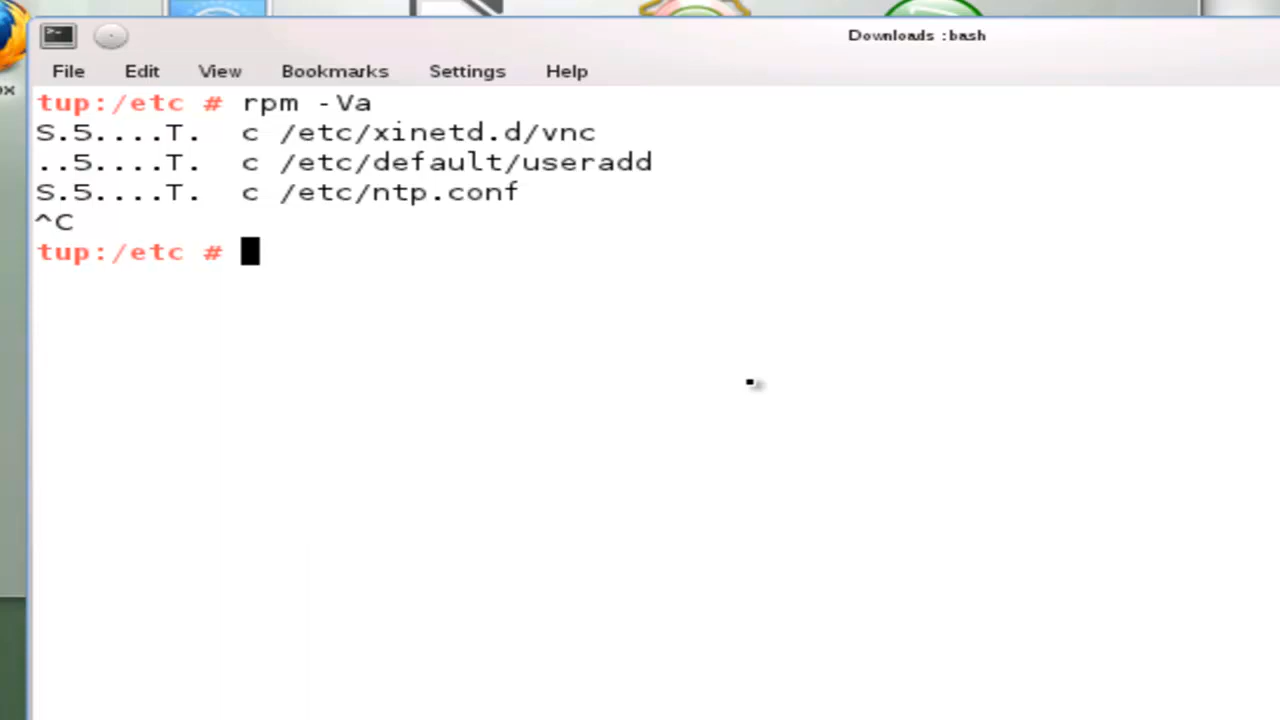 Downloads :bash
File Edit View Bookmarks Settings Help
tup:/etc # rpm -Va
S.5....T.  c /etc/xinetd.d/vnc
..5....T.  c /etc/default/useradd
S.5....T.  c /etc/ntp.conf
^C
tup:/etc #